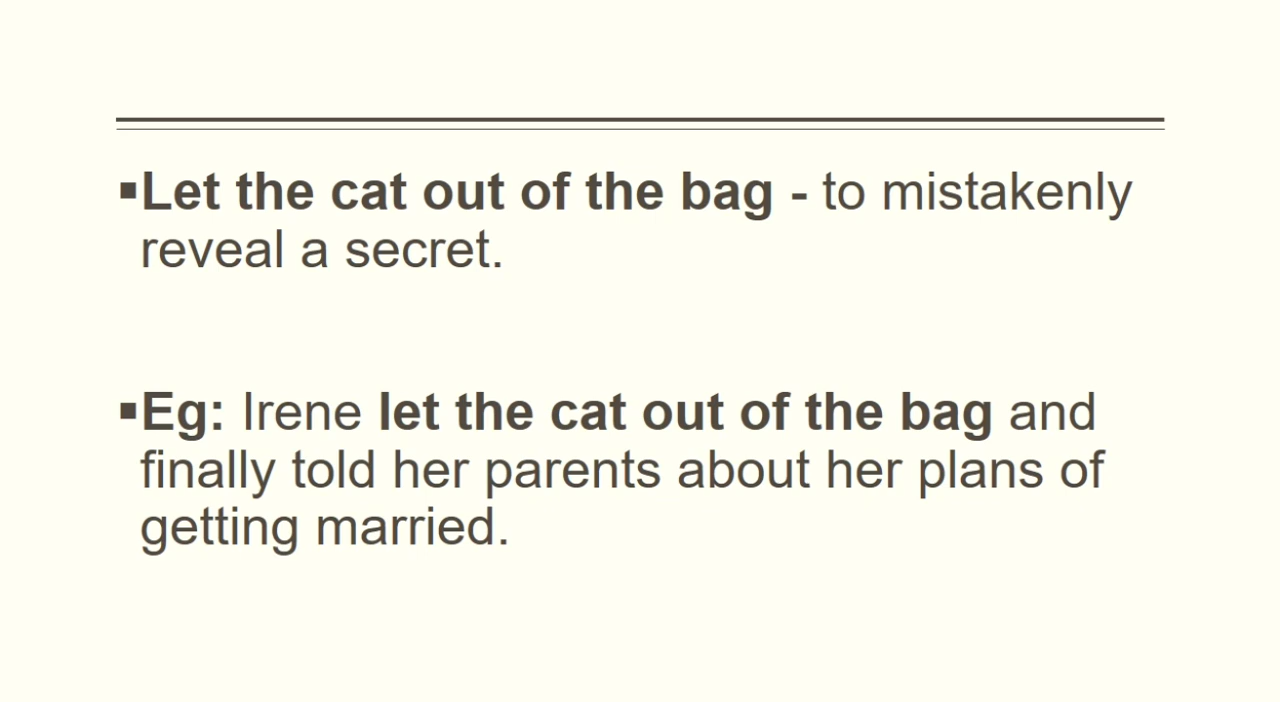 ▪Let the cat out of the bag - to mistakenly
reveal a secret.
▪Eg: Irene let the cat out of the bag and
finally told her parents about her plans of
getting married.